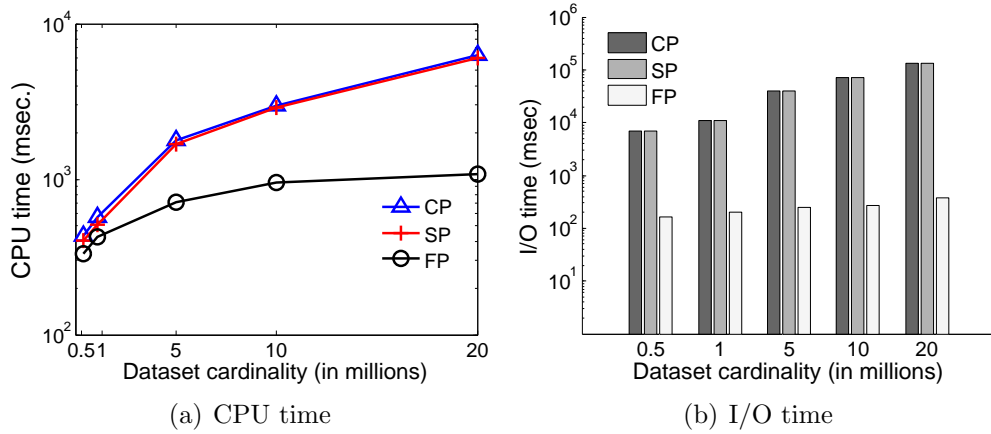 10^4
10^3
10^2
CPU time (msec.)
CP
SP
FP
0.51 5 10 20
Dataset cardinality (in millions)
(a) CPU time
10^6
10^5
10^4
10^3
10^2
10^1
I/O time (msec)
CP
SP
FP
0.5 1 5 10 20
Dataset cardinality (in millions)
(b) I/O time